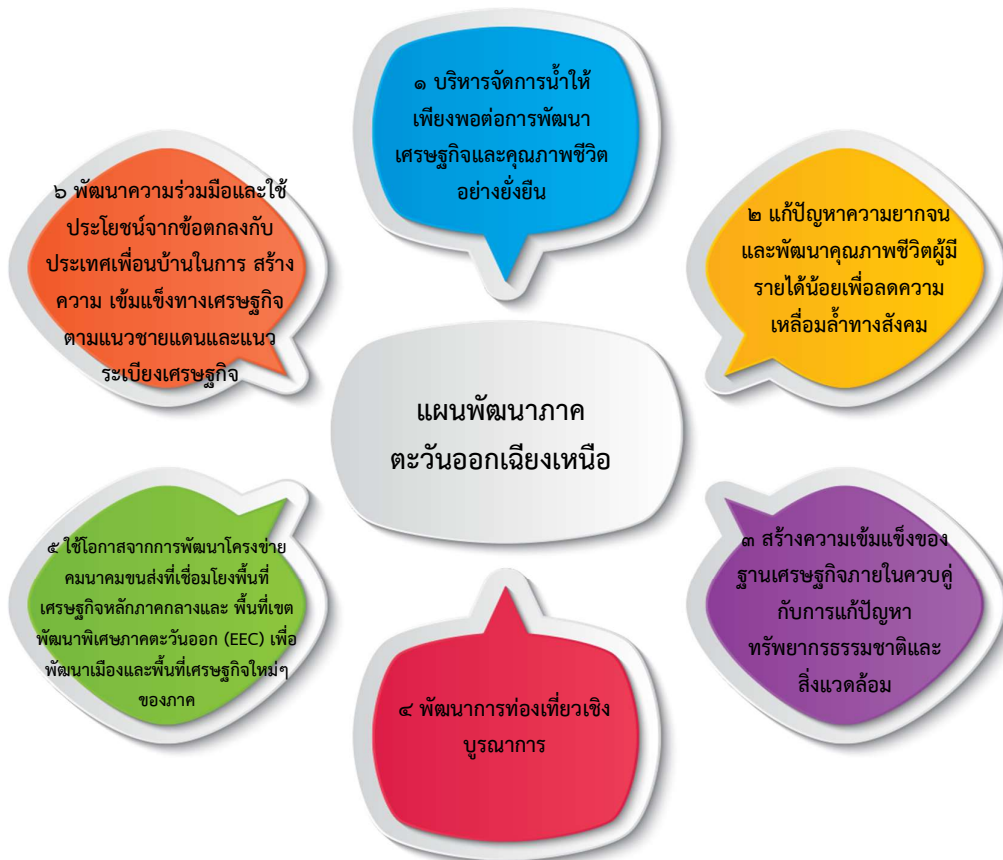 ๑ บริหารจัดการน้ำให้
เพียงพอต่อการพัฒนา
เศรษฐกิจและคุณภาพชีวิต
อย่างยั่งยืน
๒ แก้ปัญหาความยากจน
และพัฒนาคุณภาพชีวิตผู้มี
รายได้น้อยเพื่อลดความ
เหลื่อมล้ำทางสังคม
๓ สร้างความเข้มแข็งของ
ฐานเศรษฐกิจภายในควบคู่
กับการแก้ปัญหา
ทรัพยากรธรรมชาติและ
สิ่งแวดล้อม
๔ พัฒนาการท่องเที่ยวเชิง
บูรณาการ
๕ ใช้โอกาสจากการพัฒนาโครงข่าย
คมนาคมขนส่งที่เชื่อมโยงพื้นที่
เศรษฐกิจหลักภาคกลางและ พื้นที่เขต
พัฒนาพิเศษภาคตะวันออก (EEC) เพื่อ
พัฒนาเมืองและพื้นที่เศรษฐกิจใหม่ๆ
ของภาค
๖ พัฒนาความร่วมมือและใช้
ประโยชน์จากข้อตกลงกับ
ประเทศเพื่อนบ้านในการ สร้าง
ความ เข้มแข็งทางเศรษฐกิจ
ตามแนวชายแดนและแนว
ระเบียงเศรษฐกิจ
แผนพัฒนาภาค
ตะวันออกเฉียงเหนือ